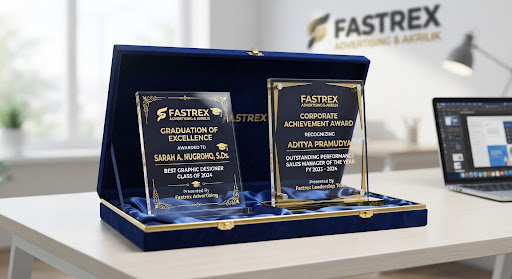 FASTREX
ADVERTISING & AKRILIK
FASTREX
ADVERTISING & AKRILIK
GRADUATION OF
EXCELLENCE
AWARDED TO
SARAH A. NUGROHO, S.Ds.
BEST GRAPHIC DESIGNER
CLASS OF 2024
Presented By
Fastrex Advertising
FASTREX
FASTREX
ADVERTISING & AKRILIK
CORPORATE
ACHIEVEMENT AWARD
RECOGNIZING
ADITYA PRAMUDYA
OUTSTANDING PERFORMANCE
SALES MANAGER OF THE YEAR
FY 2023 - 2024
Presented By
Fastrex Leadership